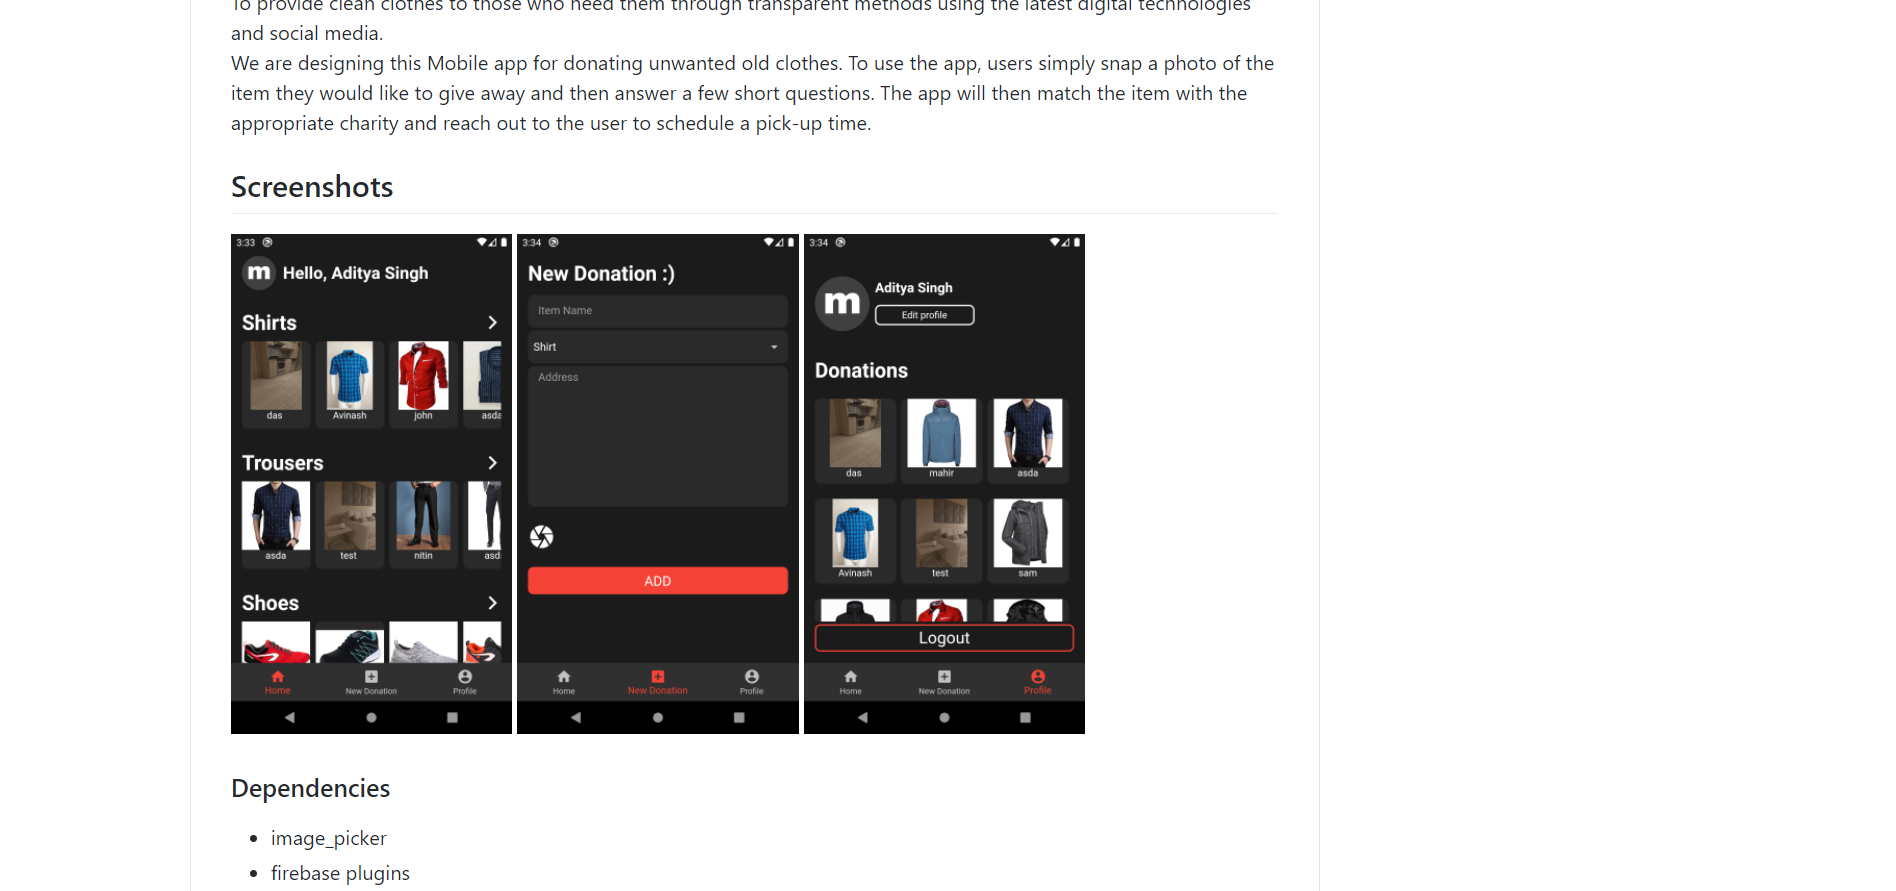 To provide clean clothes to those who need them through transparent methods using the latest digital technologies
and social media.
We are designing this Mobile app for donating unwanted old clothes. To use the app, users simply snap a photo of the
item they would like to give away and then answer a few short questions. The app will then match the item with the
appropriate charity and reach out to the user to schedule a pick-up time.
Screenshots
3:33
m Hello, Aditya Singh
Shirts
das Avinash john asda
Trousers
asda test nitin asd
Shoes
Home New Donation Profile
3:34
New Donation :)
Item Name
Shirt
Address
ADD
Home New Donation Profile
3:34
m
Aditya Singh
Edit profile
Donations
das mahir asda
Avinash test sam
Logout
Home New Donation Profile
Dependencies
• image_picker
• firebase plugins